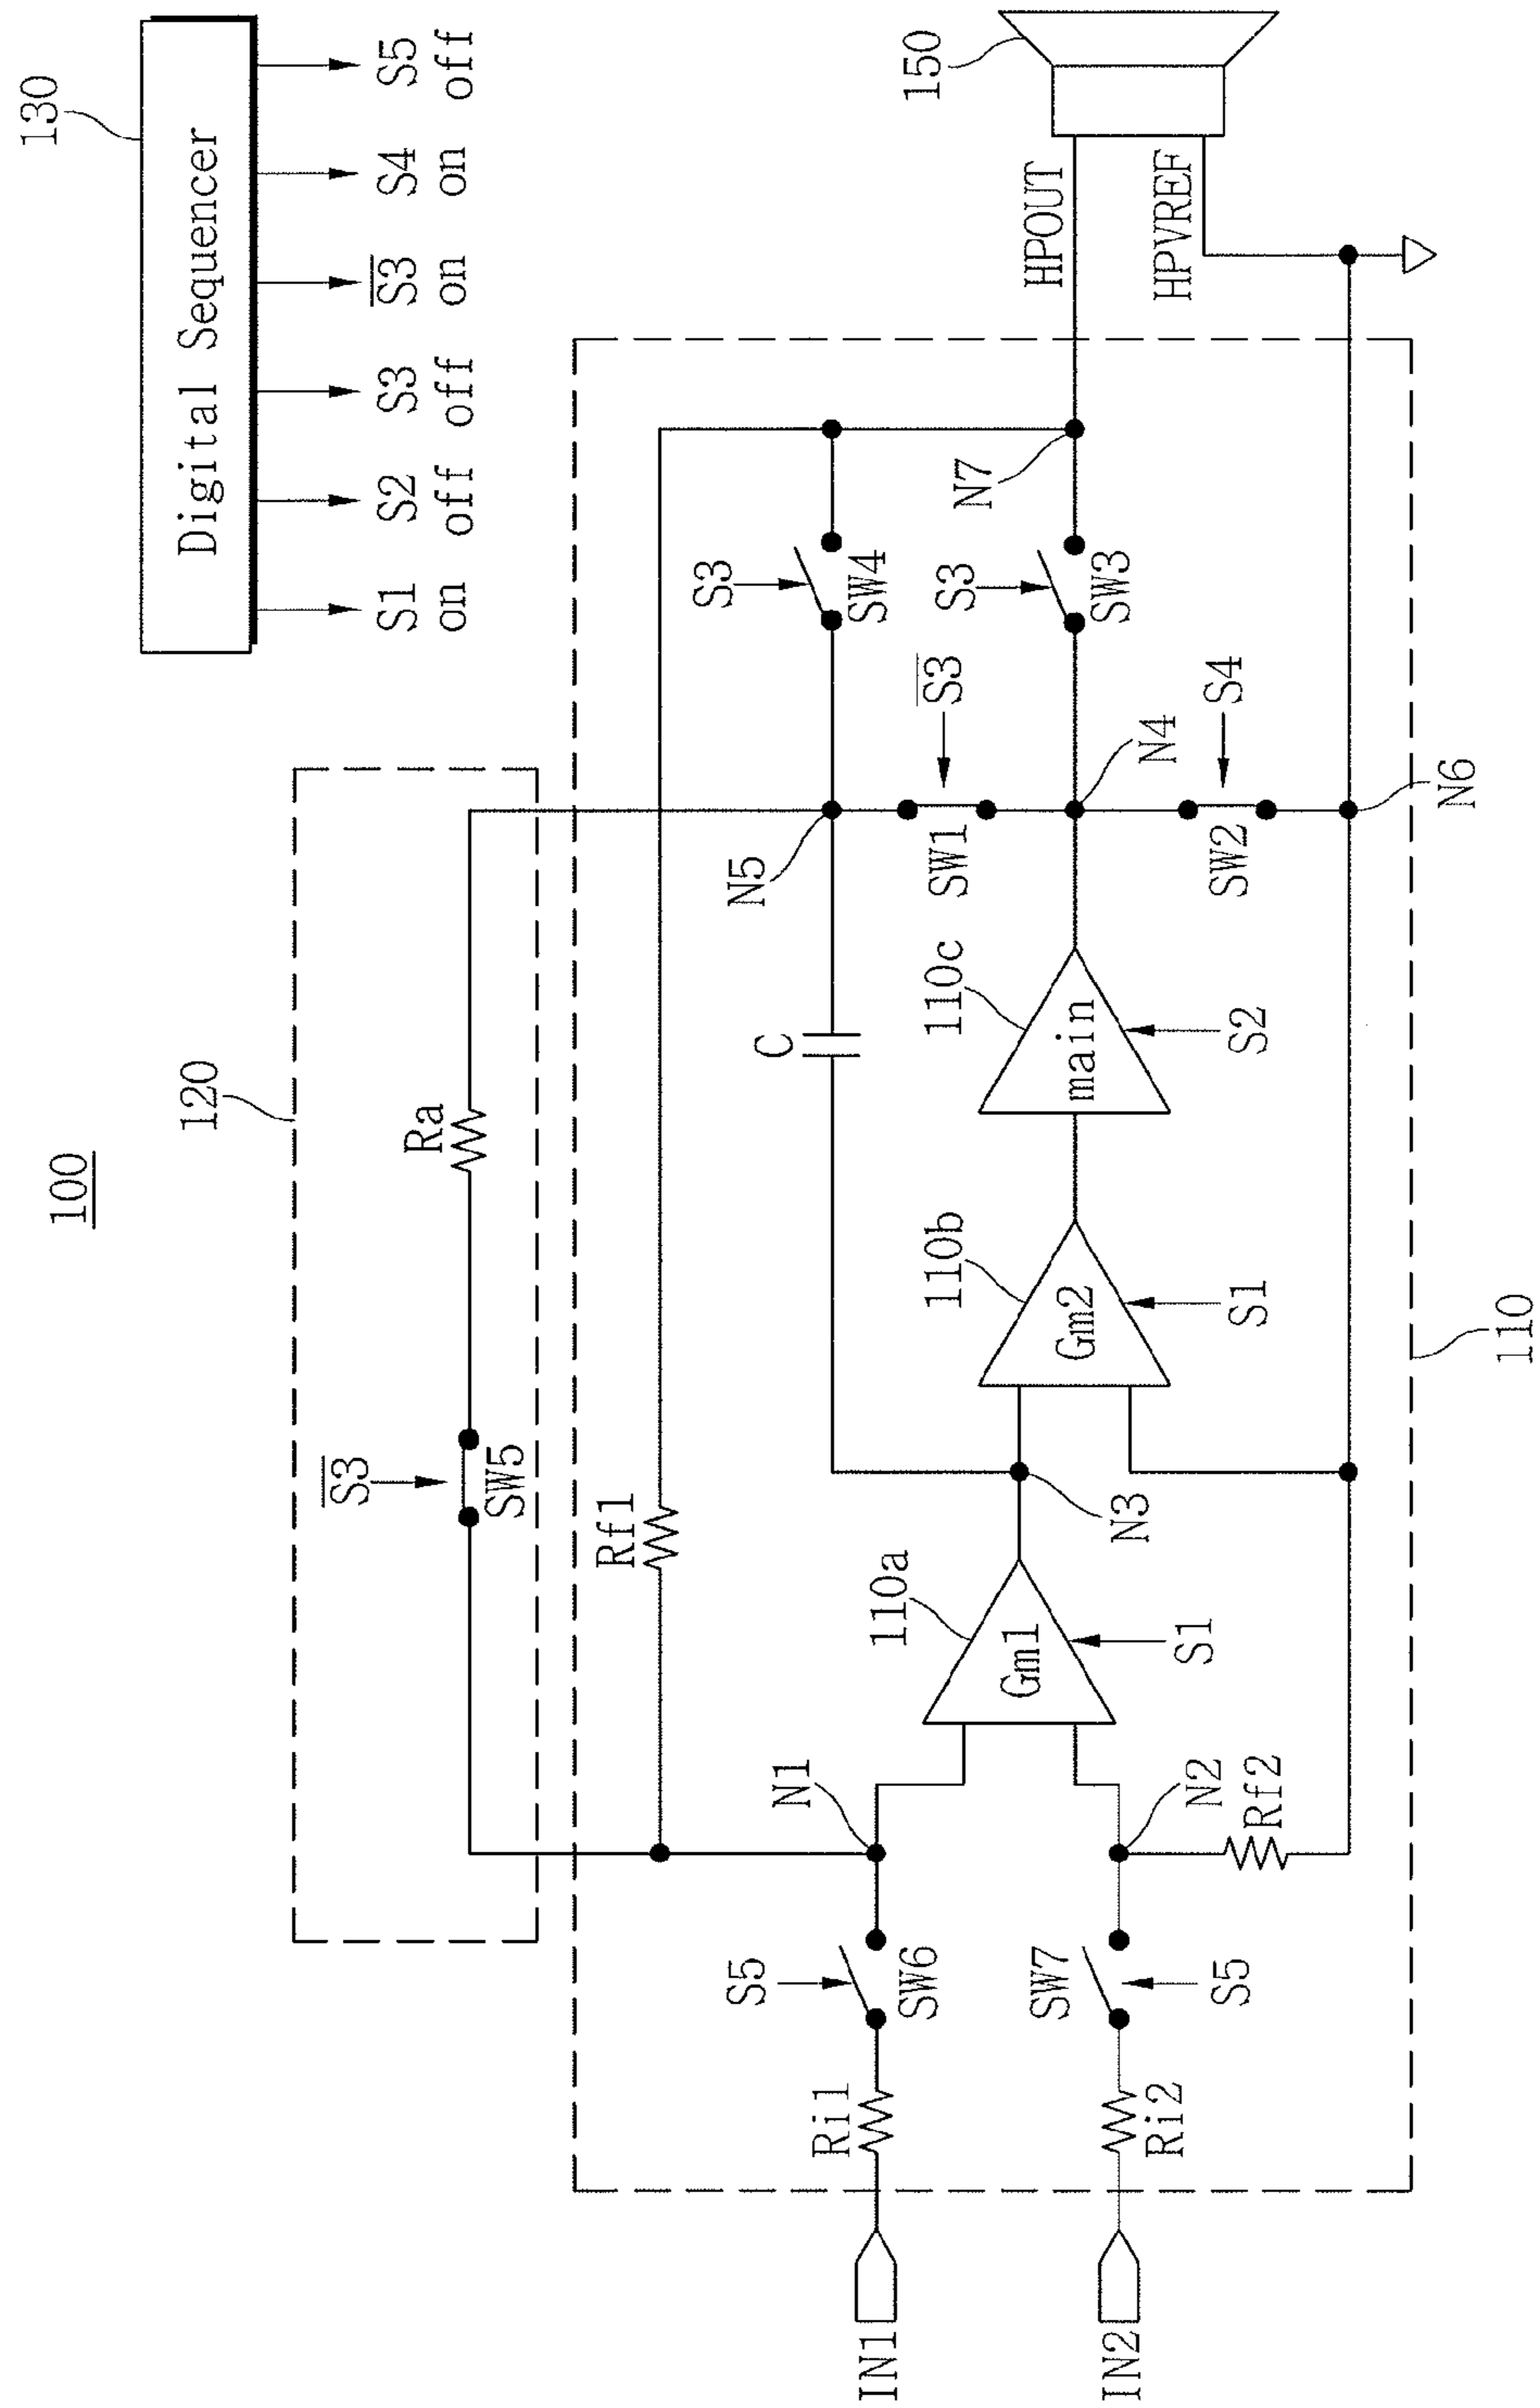 100
130
Digital Sequencer
S1 S2 S3 S̅3̅ S4 S5
on off off on on off
120
S̅3̅
SW5
Ra
Rf1
C
N5
S3
SW4
S̅3̅
SW1
S3
SW3
N7
HPOUT
150
HPVREF
IN1
Ri1
S5
SW6
N1
110a
Gm1
S1
N3
110b
Gm2
S1
110c
main
S2
N4
S4
SW2
N6
IN2
Ri2
SW7
S5
N2
Rf2
110